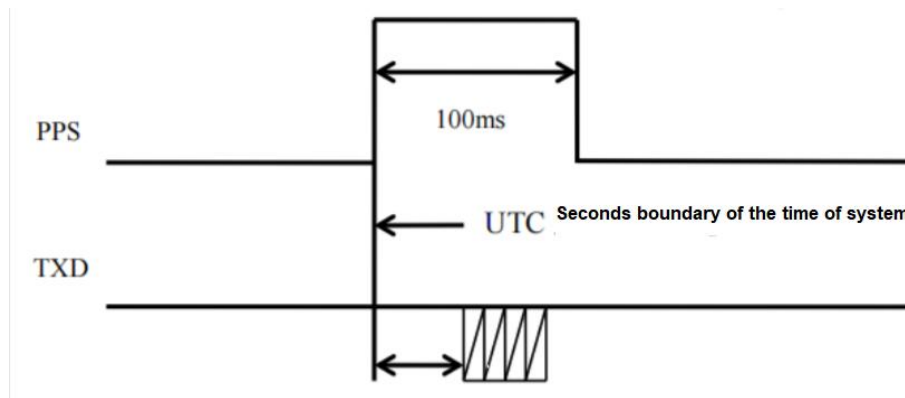 100ms
PPS
UTC Seconds boundary of the time of system
TXD